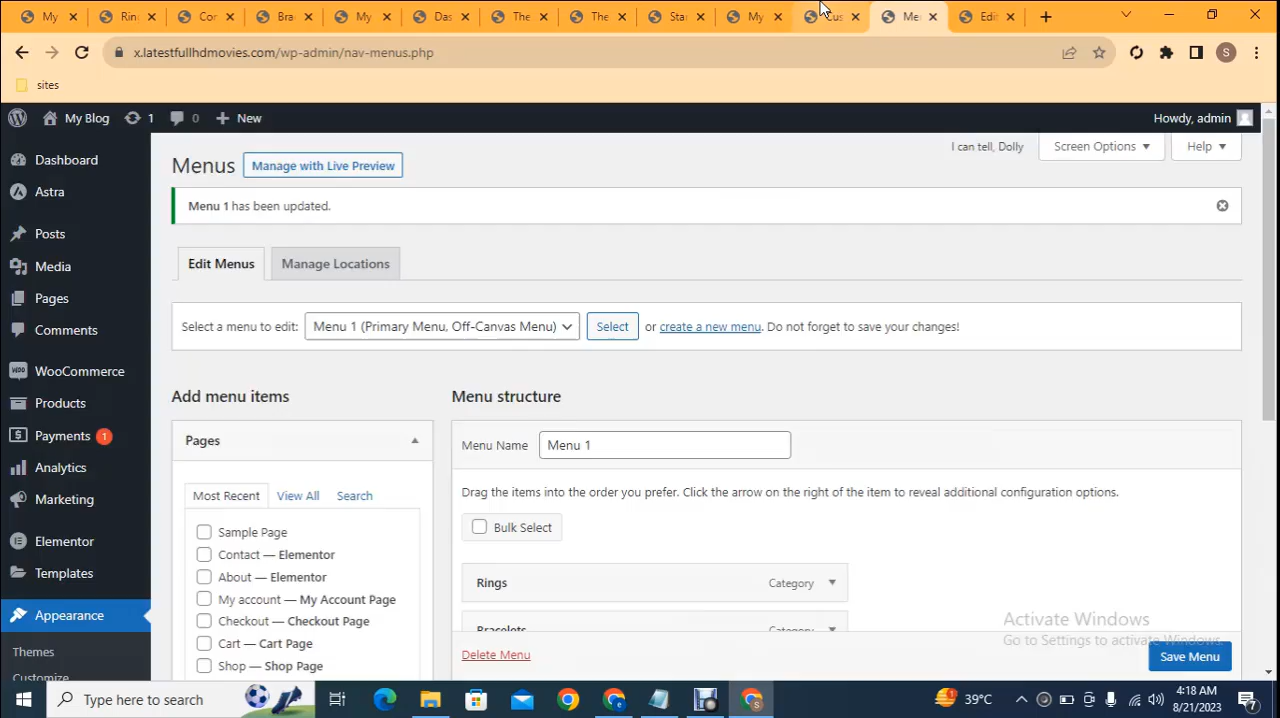 My
Rin
Cor
Bra
My
Das
The
The
Star
My
Cus
Me
Edi
x.latestfullhdmovies.com/wp-admin/nav-menus.php
S
sites
My Blog
1
0
New
Howdy, admin
Dashboard
Astra
Posts
Media
Pages
Comments
WooCommerce
Products
Payments 1
Analytics
Marketing
Elementor
Templates
Appearance
Themes
Customize
I can tell, Dolly
Screen Options
Help
Menus
Manage with Live Preview
Menu 1 has been updated.
Edit Menus
Manage Locations
Select a menu to edit: Menu 1 (Primary Menu, Off-Canvas Menu) Select or create a new menu. Do not forget to save your changes!
Add menu items
Pages
Most Recent
View All
Search
Sample Page
Contact — Elementor
About — Elementor
My account — My Account Page
Checkout — Checkout Page
Cart — Cart Page
Shop — Shop Page
Menu structure
Menu Name Menu 1
Drag the items into the order you prefer. Click the arrow on the right of the item to reveal additional configuration options.
Bulk Select
Rings Category
Bracelets Category
Delete Menu
Save Menu
Activate Windows
Go to Settings to activate Windows.
Type here to search
39°C
4:18 AM
8/21/2023
7